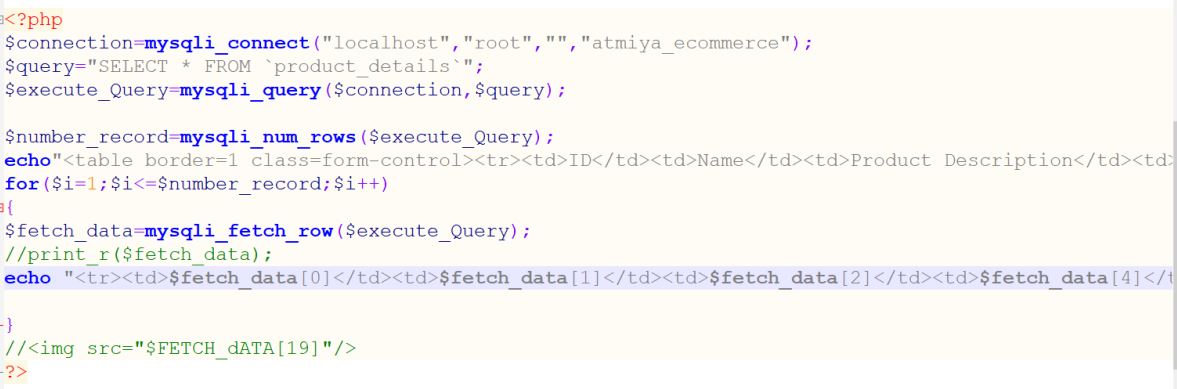 <?php
$connection=mysqli_connect("localhost","root","","atmiya_ecommerce");
$query="SELECT * FROM `product_details`";
$execute_Query=mysqli_query($connection,$query);
$number_record=mysqli_num_rows($execute_Query);
echo"<table border=1 class=form-control><tr><td>ID</td><td>Name</td><td>Product Description</td><td>
for($i=1;$i<=$number_record;$i++)
{
$fetch_data=mysqli_fetch_row($execute_Query);
//print_r($fetch_data);
echo "<tr><td>$fetch_data[0]</td><td>$fetch_data[1]</td><td>$fetch_data[2]</td><td>$fetch_data[4]</t
}
//<img src="$FETCH_dATA[19]"/>
?>